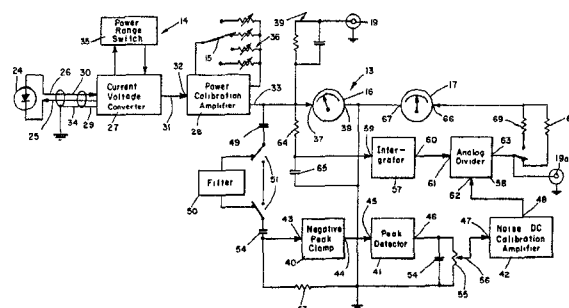 39
19
14
Power
Range
Switch
35
36
15
13
16
17
24
26
30
32
33
Current
Voltage
Converter
27
Power
Calibration
Amplifier
28
31
25
34
29
37
38
67
66
69
64
49
39
60
61
63
19a
Inter-
grator
57
Analog
Divider
58
62
65
51
Filter
50
48
54
43
45
46
47
Negative
Peak
Clamp
40
44
Peak
Detector
41
54
55
56
Noise DC
Calibration
Amplifier
42